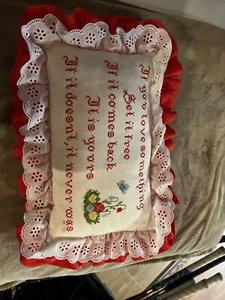 If you love something
Set it free
If it comes back
It is yours
If it doesn't, it never was